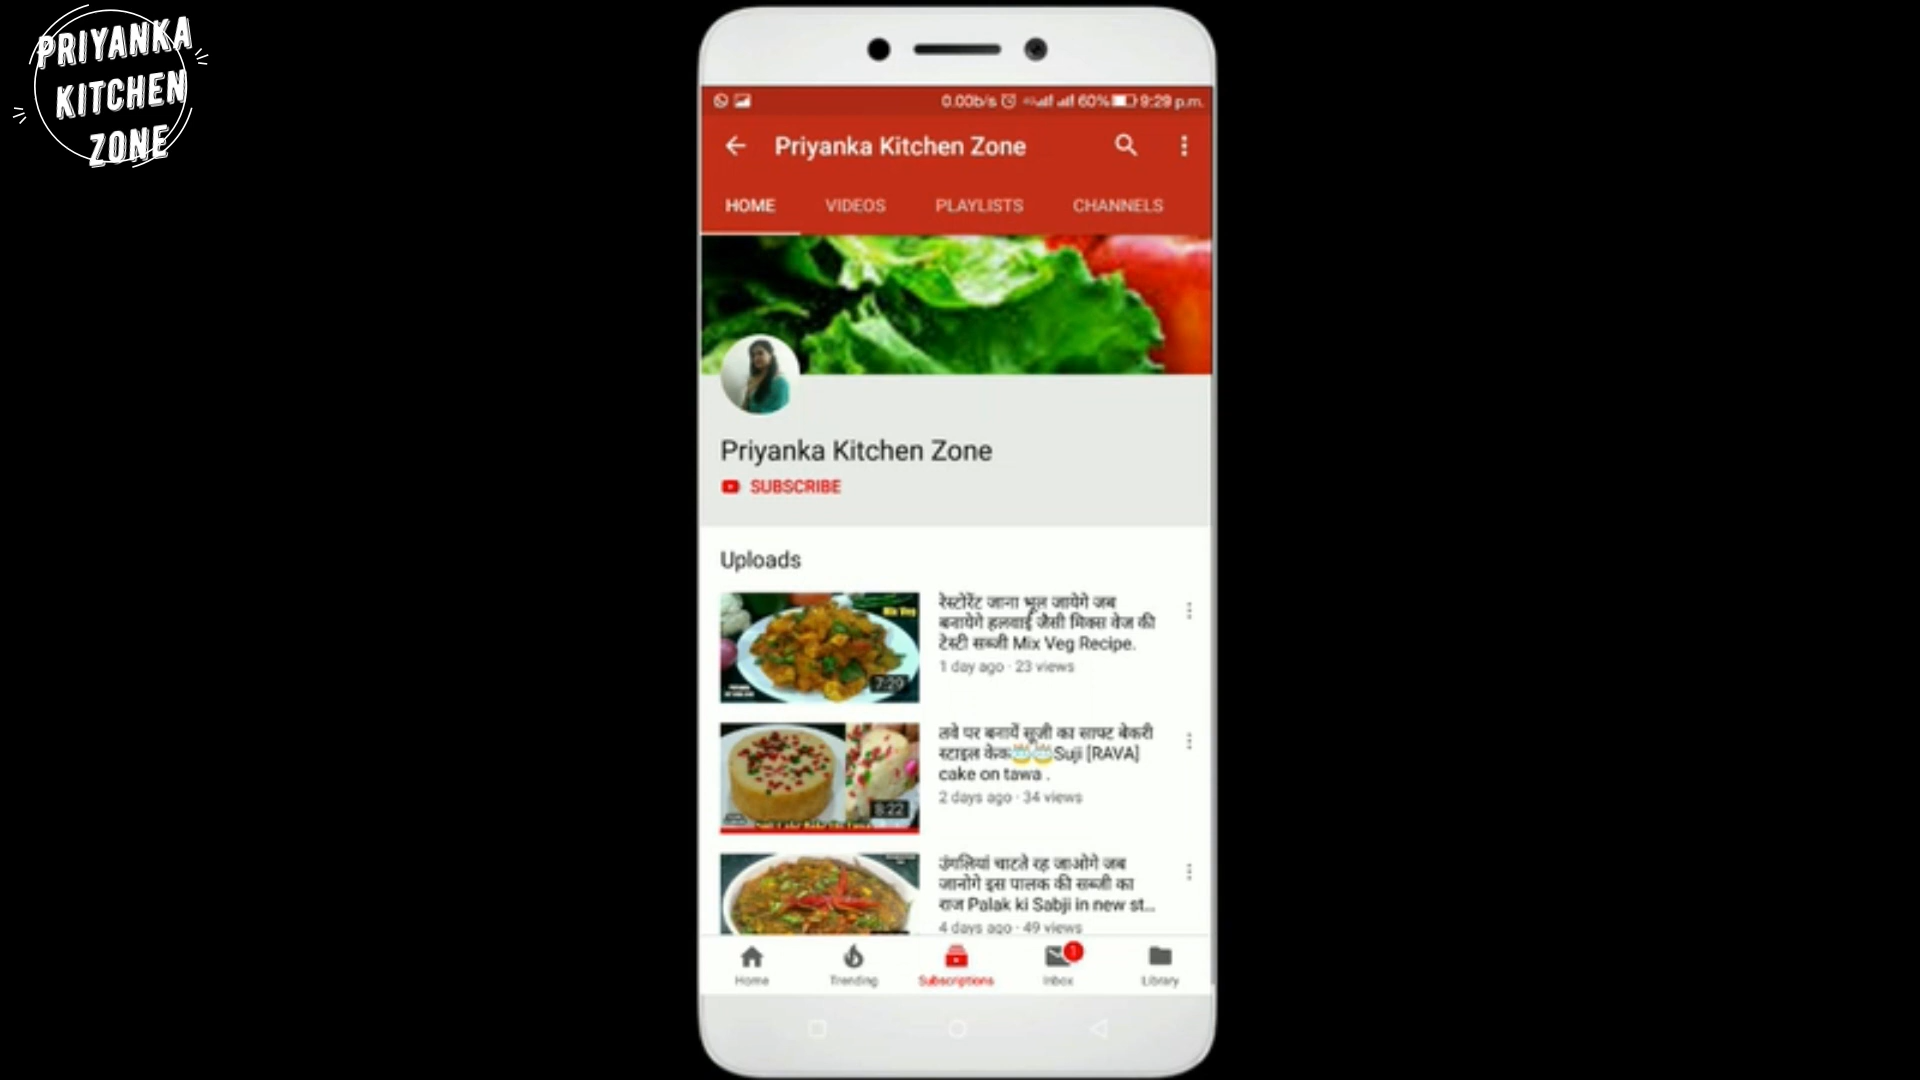 PRIYANKA
KITCHEN
ZONE
0.00b/s 60% 9:29 p.m.
Priyanka Kitchen Zone
HOME VIDEOS PLAYLISTS CHANNELS
Priyanka Kitchen Zone
SUBSCRIBE
Uploads
Mix Veg
7:29
रेस्टोरेंट जाना भूल जायेगे जब
बनायेगे हलवाई जैसी मिक्स वेज की
टेस्टी सब्जी Mix Veg Recipe.
1 day ago · 23 views
8:22
तवे पर बनायें सूजी का साफ्ट बेकरी
स्टाइल केक🎂🎂Suji [RAVA]
cake on tawa .
2 days ago · 34 views
उंगलियां चाटते रह जाओगे जब
जानोगे इस पालक की सब्जी का
राज Palak ki Sabji in new st...
4 days ago · 49 views
1
Home Trending Subscriptions Inbox Library